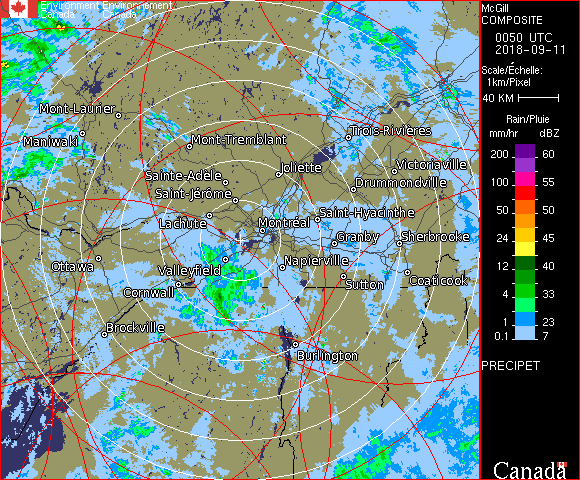 Environment Environnement
Canada Canada
Mont-Laurier
Maniwaki
Mont-Tremblant
Trois-Rivières
Sainte-Adèle
Joliette
Victoriaville
Saint-Jérôme
Drummondville
Lachute
Saint-Hyacinthe
Montréal
Granby
Sherbrooke
Ottawa
Valleyfield
Napierville
Cornwall
Sutton
Coaticook
Brockville
Burlington
McGill
COMPOSITE
0050 UTC
2018-09-11
Scale/Échelle:
1km/Pixel
40 KM
Rain/Pluie
mm/hr dBZ
200 60
100 55
50 50
24 45
12 40
4 33
1 23
0.1 7
PRECIPET
Canada